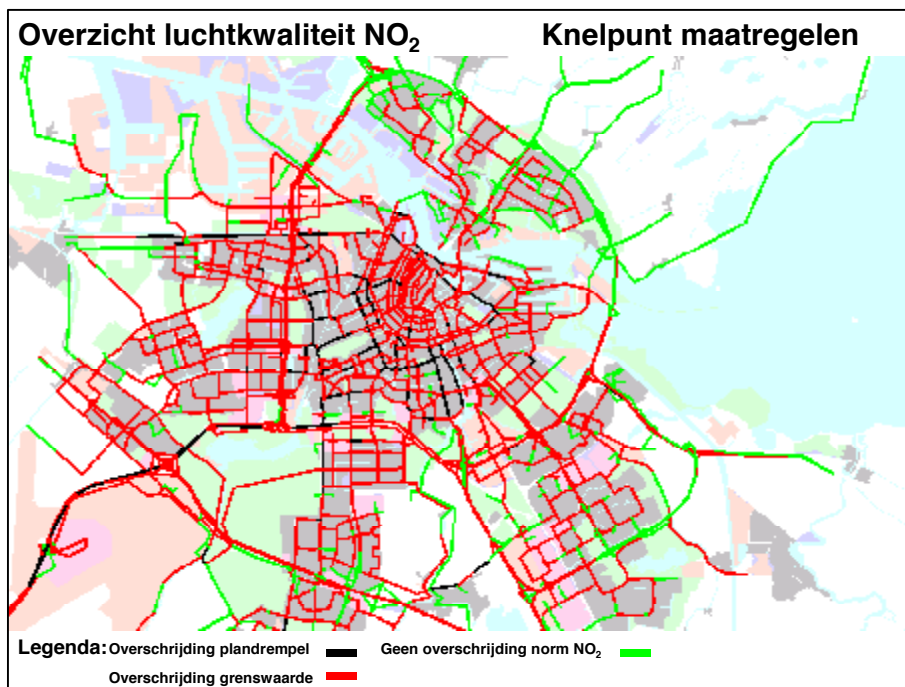 Overzicht luchtkwaliteit NO₂ Knelpunt maatregelen
Legenda: Overschrijding plandrempel Geen overschrijding norm NO₂
Overschrijding grenswaarde